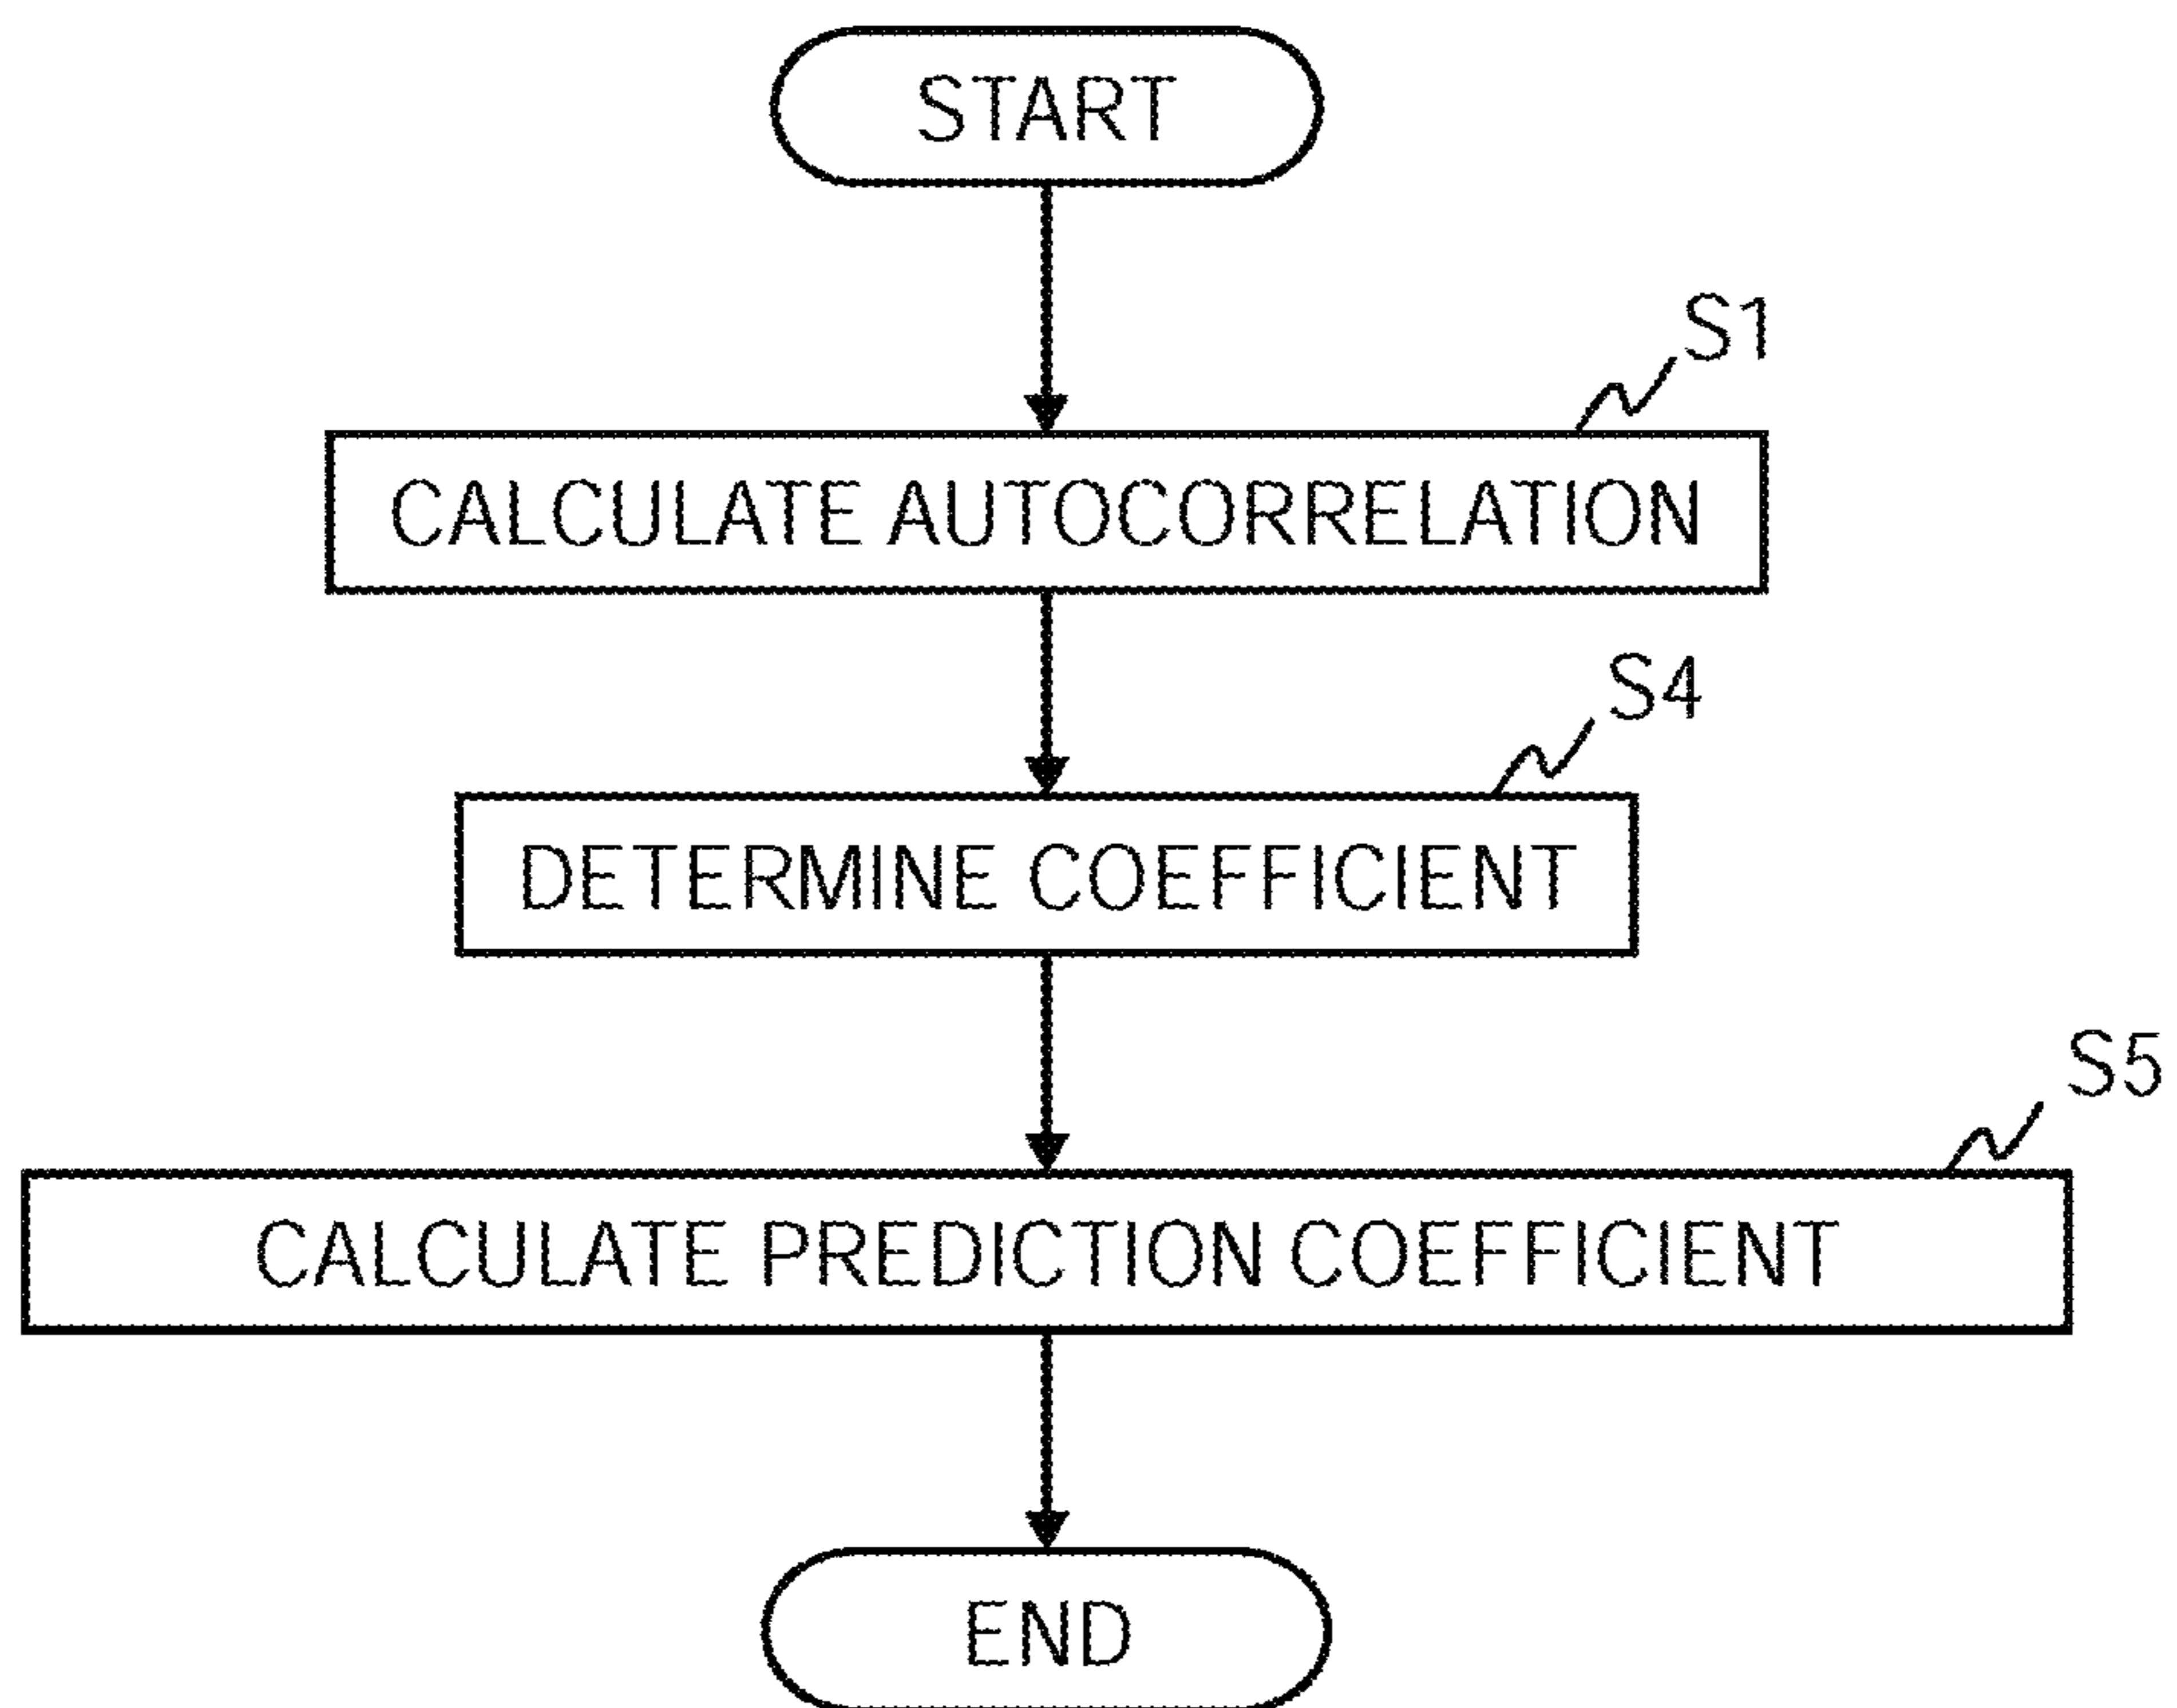 START
S1
CALCULATE AUTOCORRELATION
S4
DETERMINE COEFFICIENT
S5
CALCULATE PREDICTION COEFFICIENT
END